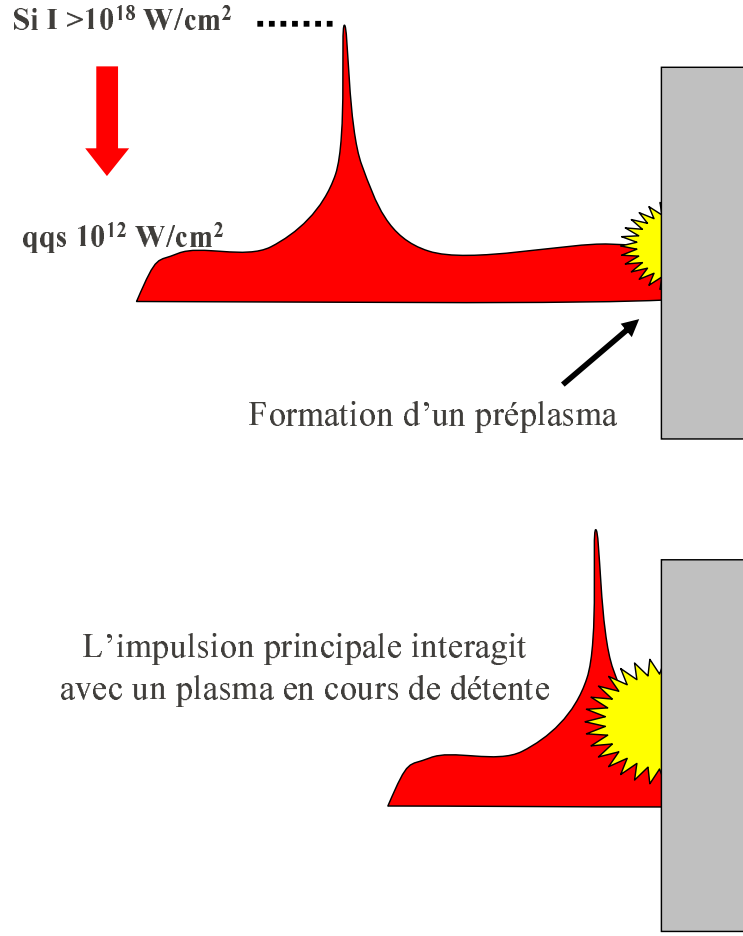 Si I >10¹⁸ W/cm²
qqs 10¹² W/cm²
Formation d’un préplasma
L’impulsion principale interagit
avec un plasma en cours de détente